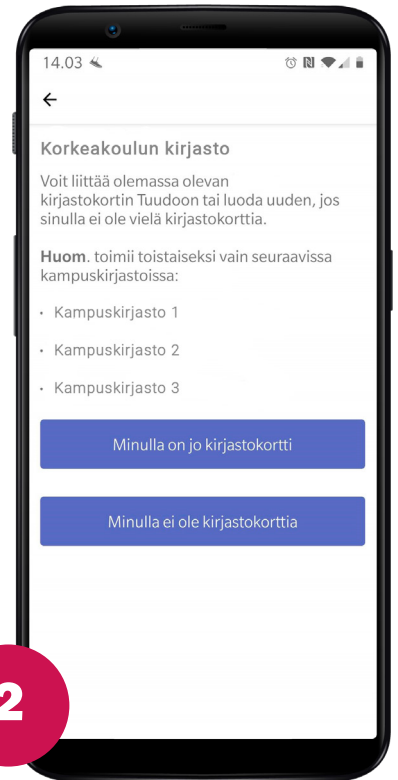 14.03
Korkeakoulun kirjasto
Voit liittää olemassa olevan
kirjastokortin Tuudoon tai luoda uuden, jos
sinulla ei ole vielä kirjastokorttia.
Huom. toimii toistaiseksi vain seuraavissa
kampuskirjastoissa:
· Kampuskirjasto 1
· Kampuskirjasto 2
· Kampuskirjasto 3
Minulla on jo kirjastokortti
Minulla ei ole kirjastokorttia
2